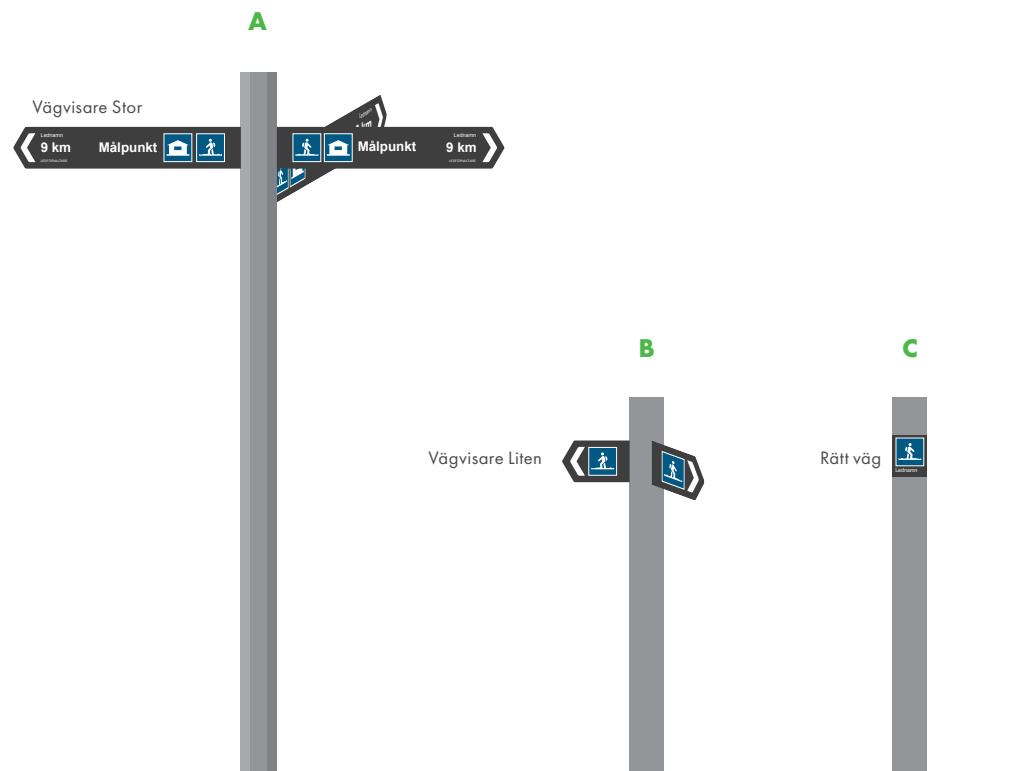 A
Vägvisare Stor
Lednamn
9 km
Målpunkt
Målpunkt
Lednamn
9 km
B
Vägvisare Liten
C
Rätt väg
Lednamn